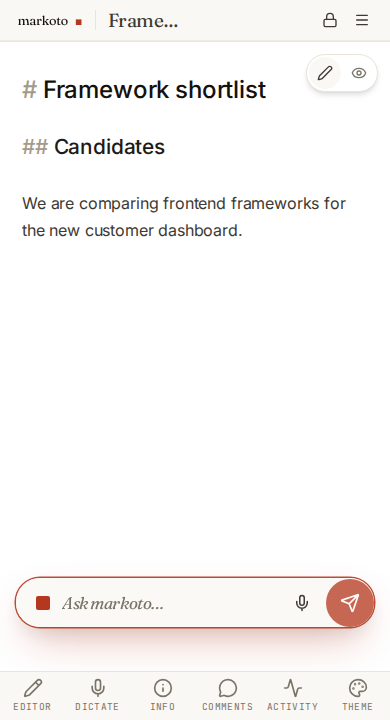 markoto
Frame...
# Framework shortlist
## Candidates
We are comparing frontend frameworks for
the new customer dashboard.
Ask markoto...
EDITOR DICTATE INFO COMMENTS ACTIVITY THEME